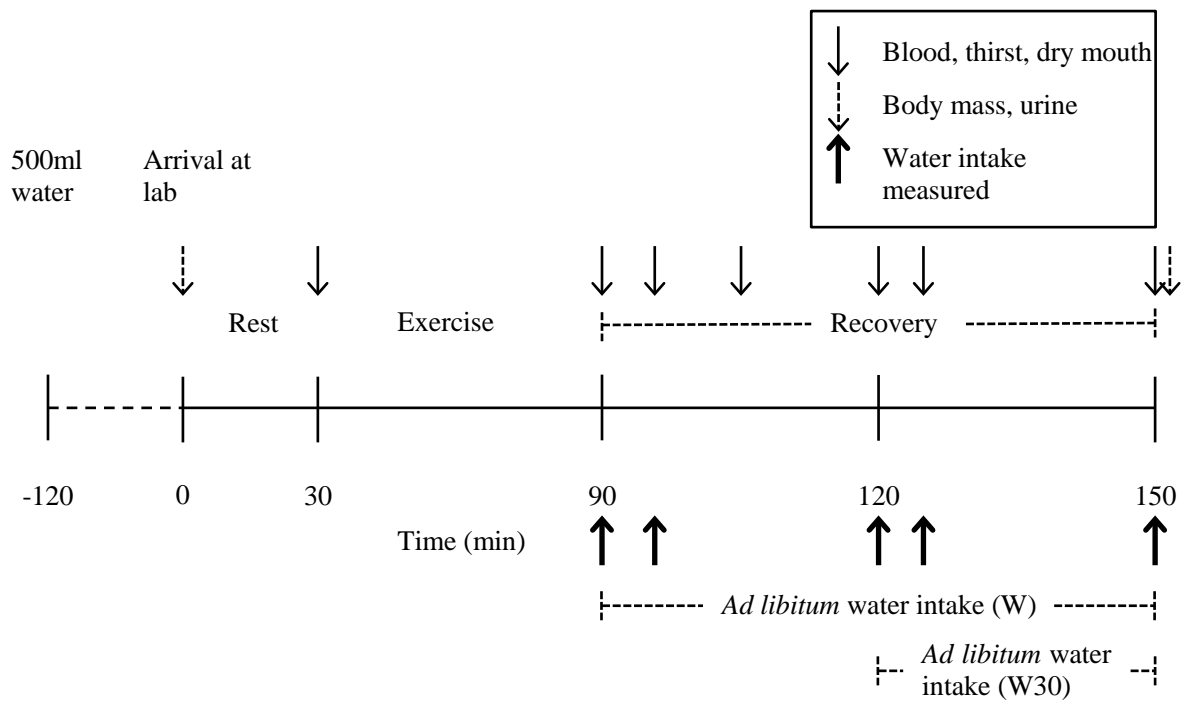 Blood, thirst, dry mouth
Body mass, urine
Water intake
measured
500ml
water
Arrival at
lab
Rest
Exercise
Recovery
-120
0
30
90
120
150
Time (min)
Ad libitum water intake (W)
Ad libitum water
intake (W30)